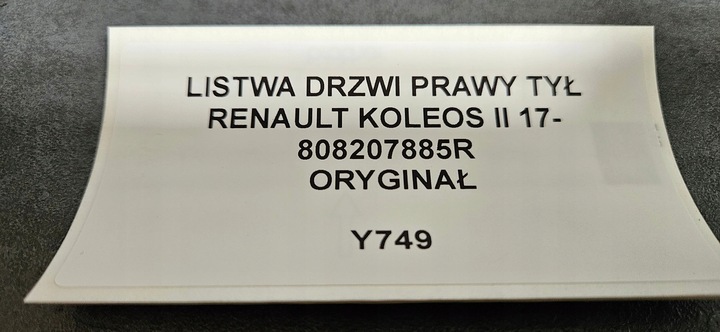 LISTWA DRZWI PRAWY TYŁ
RENAULT KOLEOS II 17-
808207885R
ORYGINAŁ
Y749